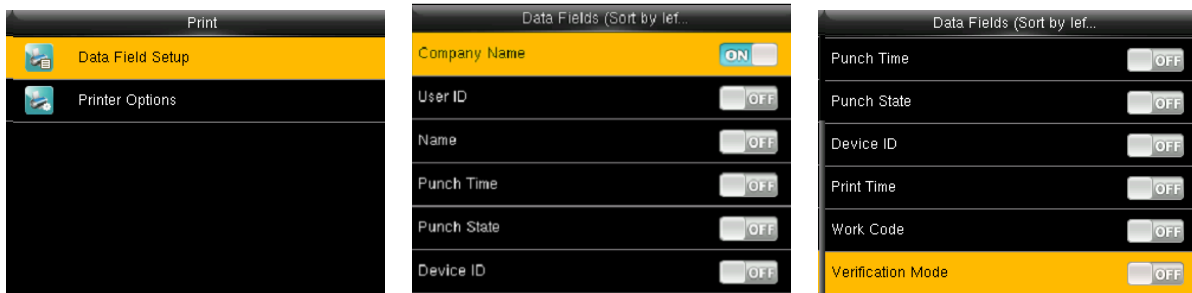 Print
Data Field Setup
Printer Options
Data Fields (Sort by lef...
Company Name ON
User ID OFF
Name OFF
Punch Time OFF
Punch State OFF
Device ID OFF
Data Fields (Sort by lef...
Punch Time OFF
Punch State OFF
Device ID OFF
Print Time OFF
Work Code OFF
Verification Mode OFF